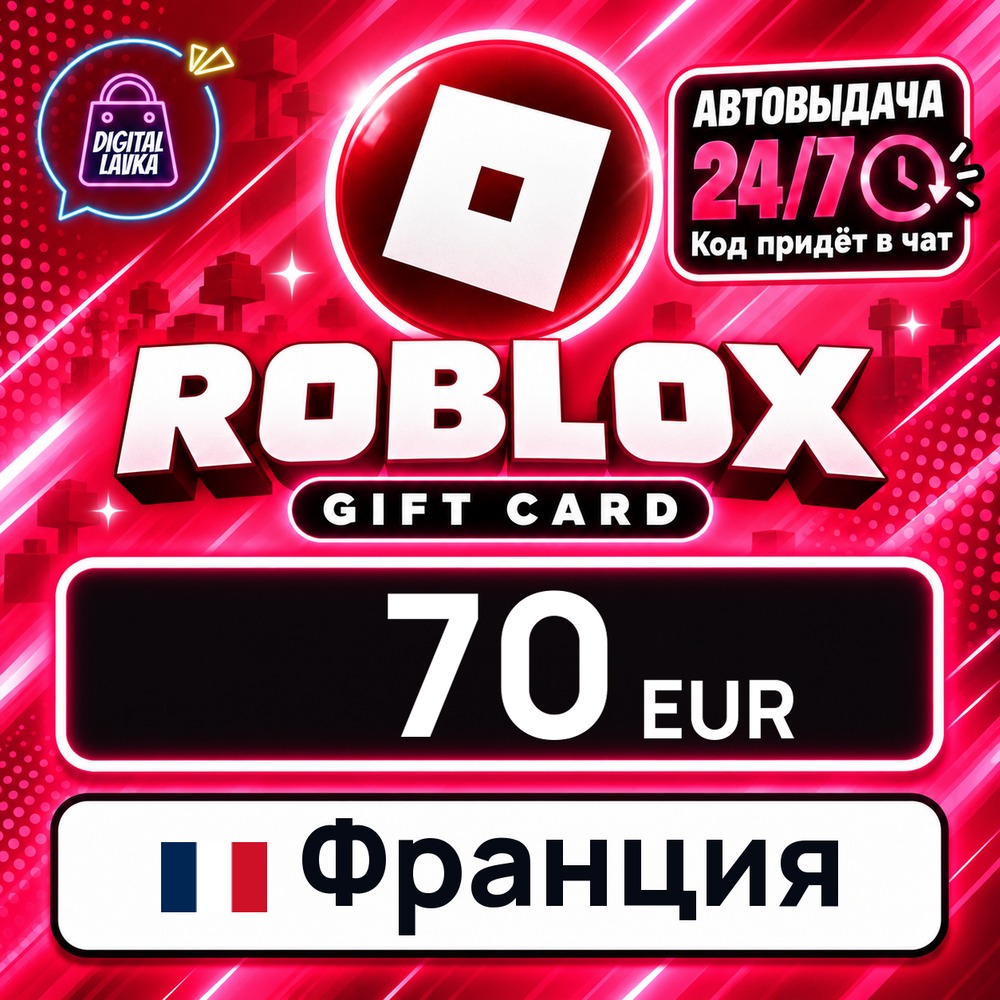 DIGITAL
LAVKA
АВТОВЫДАЧА
24/7
Код придёт в чат
ROBLOX
GIFT CARD
70 EUR
Франция